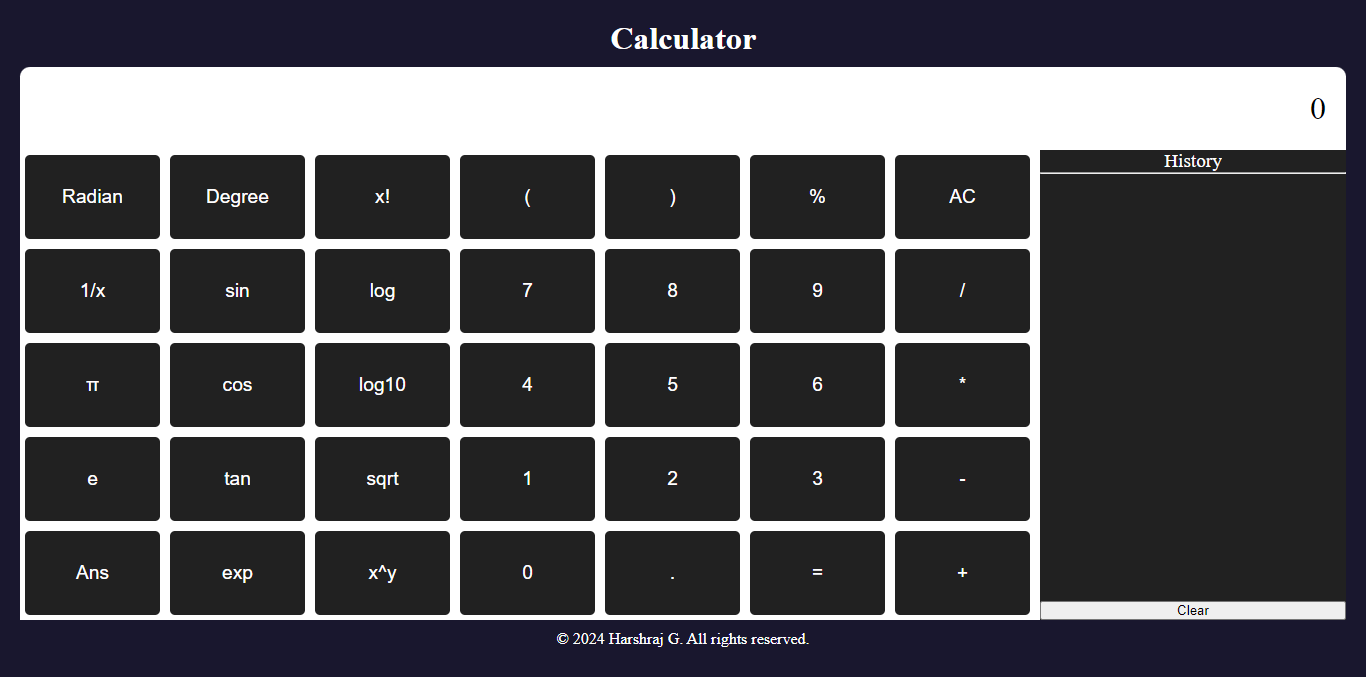 Calculator
0
Radian Degree x! ( ) % AC
History
1/x sin log 7 8 9 /
π cos log10 4 5 6 *
e tan sqrt 1 2 3 -
Ans exp x^y 0 . = +
Clear
© 2024 Harshraj G. All rights reserved.